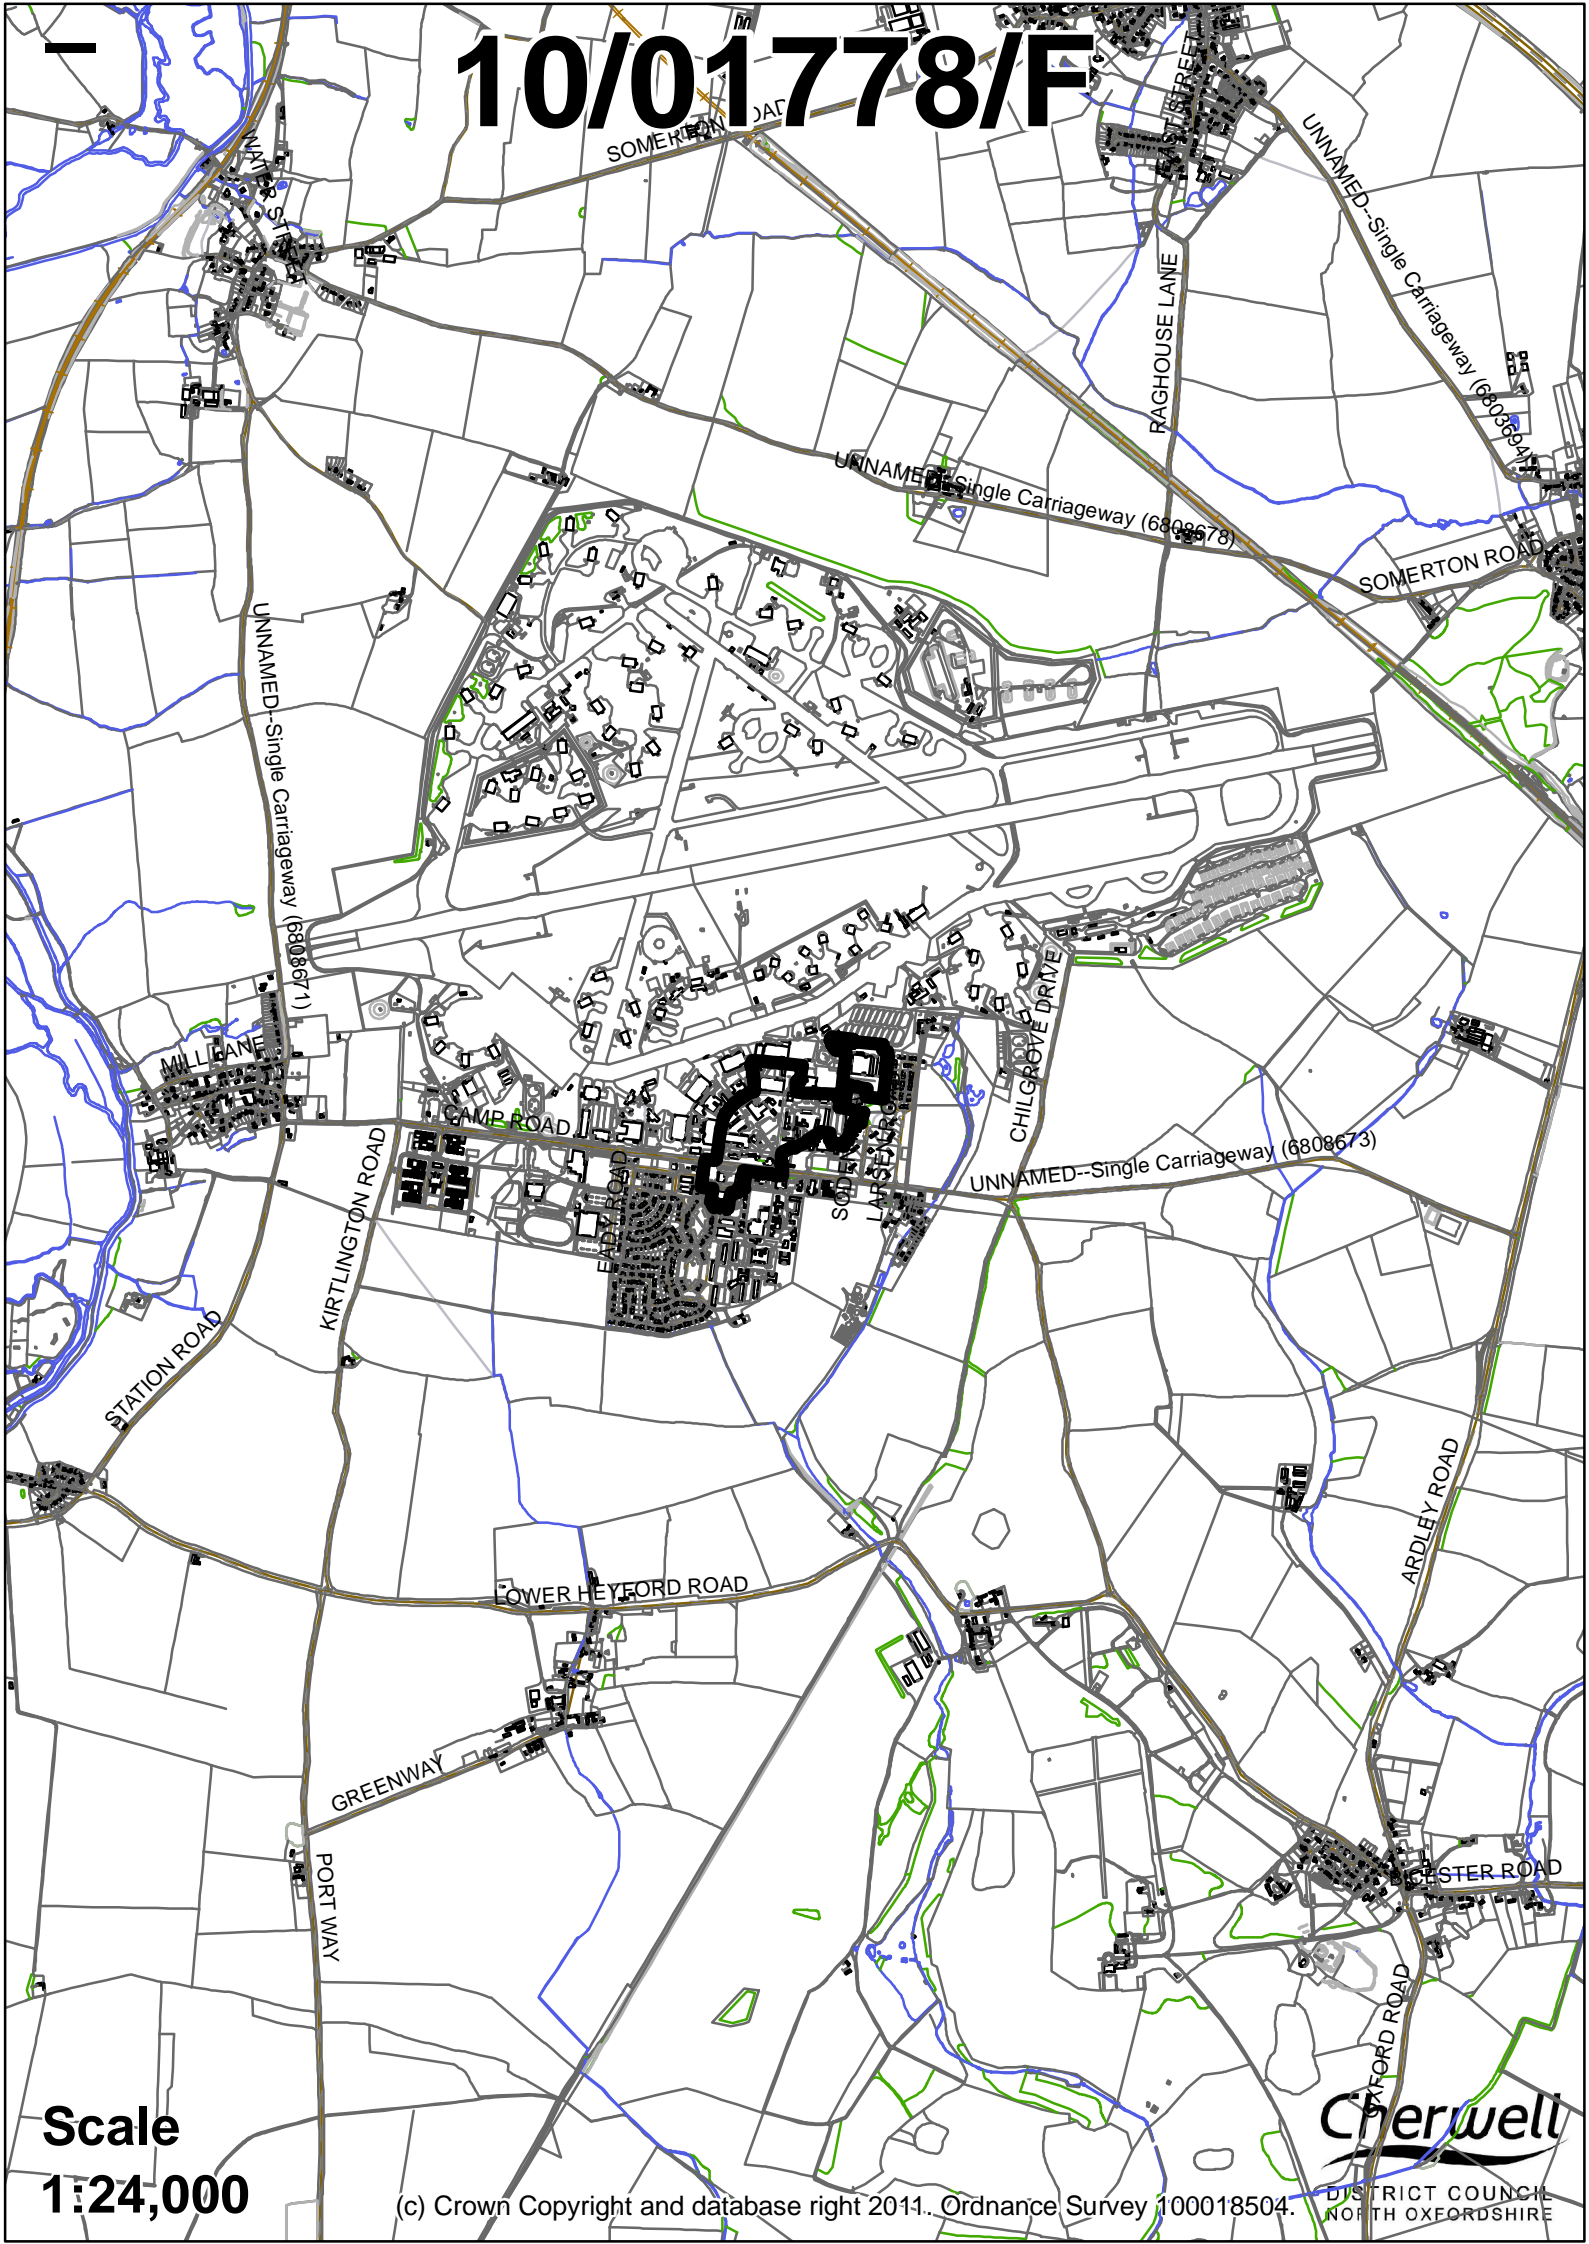 10/01778/F
SOMERTON ROAD
WATER STREET
EAST STREET
UNNAMED--Single Carriageway (6803694)
RAGHOUSE LANE
UNNAMED--Single Carriageway (6808678)
SOMERTON ROAD
UNNAMED--Single Carriageway (6808671)
MILL LANE
CAMP ROAD
CHILGROVE DRIVE
KIRTLINGTON ROAD
EADY ROAD
UNNAMED--Single Carriageway (6808673)
STATION ROAD
ARDLEY ROAD
LOWER HEYFORD ROAD
GREENWAY
PORT WAY
BICESTER ROAD
OXFORD ROAD
Scale
1:24,000
(c) Crown Copyright and database right 2011. Ordnance Survey 100018504.
Cherwell
DISTRICT COUNCIL
NORTH OXFORDSHIRE